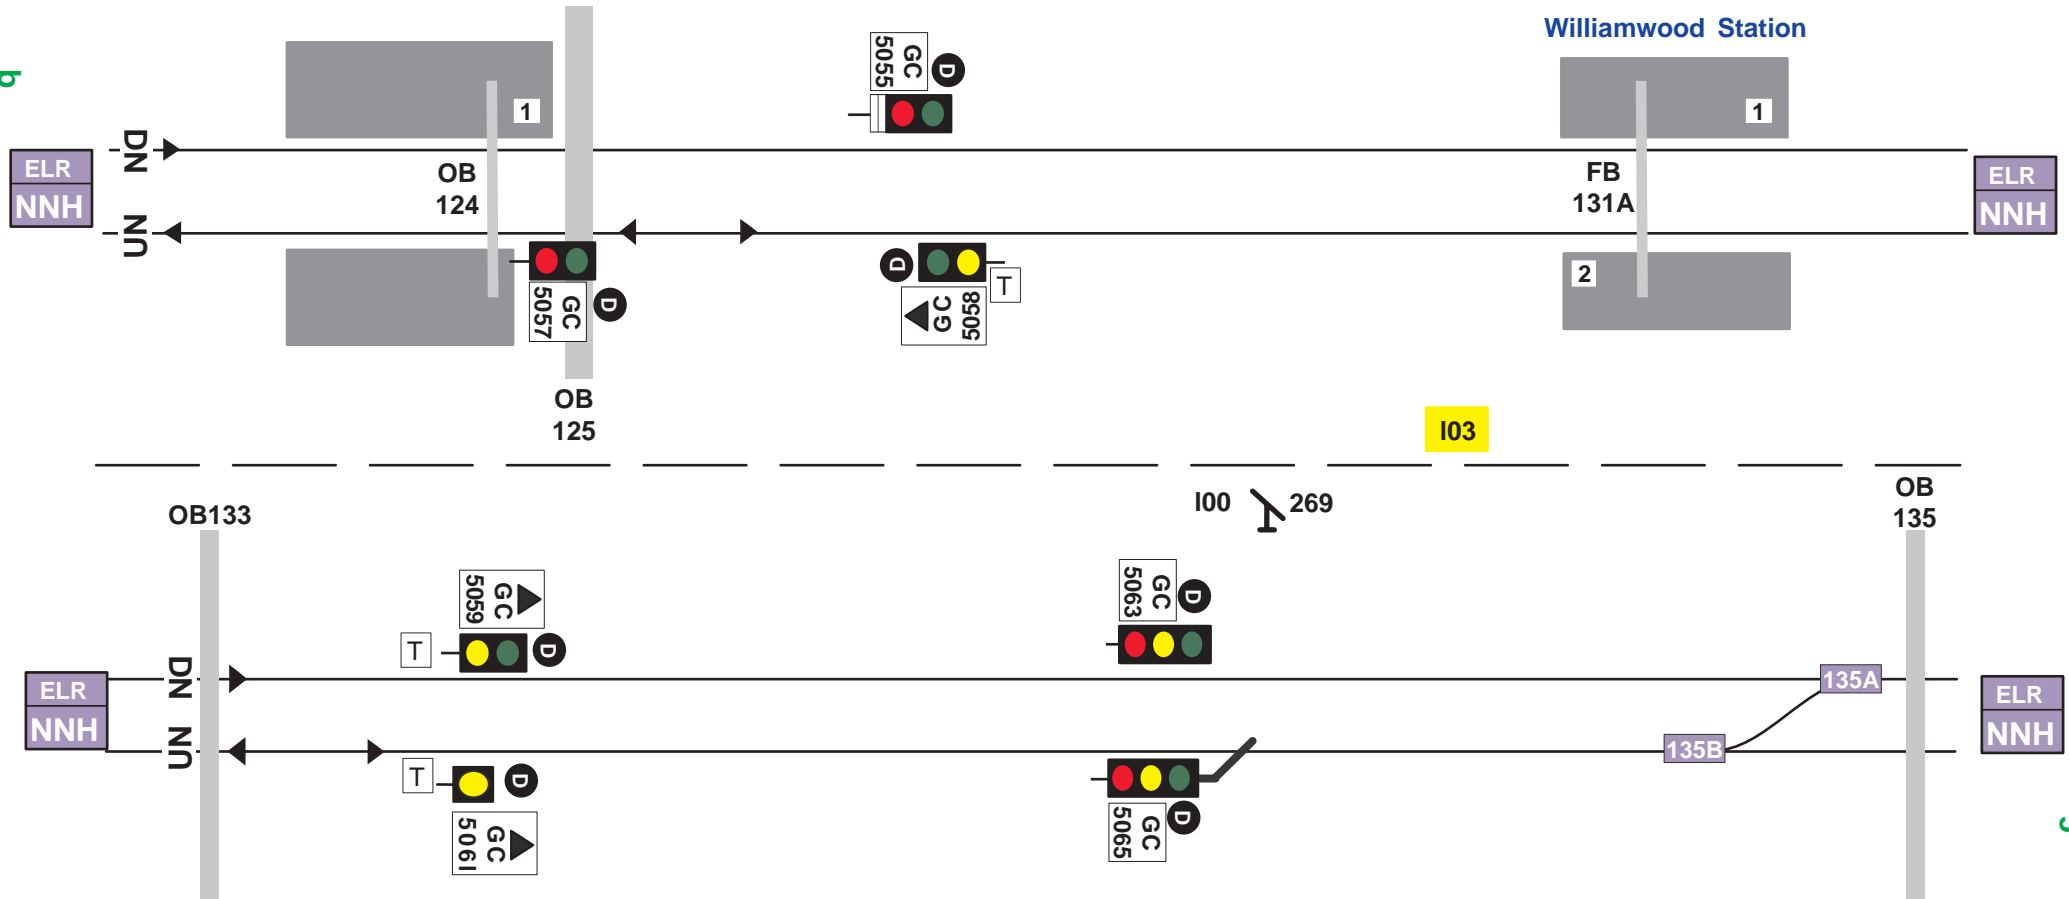 Williamwood Station
GC
5055
D
1
1
DN
ELR
NNH
OB
124
FB
131A
ELR
NNH
UN
D
T
2
GC
5057
D
GC
5058
OB
125
I03
I00
269
OB133
OB
135
GC
5059
D
T
GC
5063
D
DN
ELR
NNH
135A
ELR
NNH
UN
135B
T
D
GC
506I
GC
5065
D